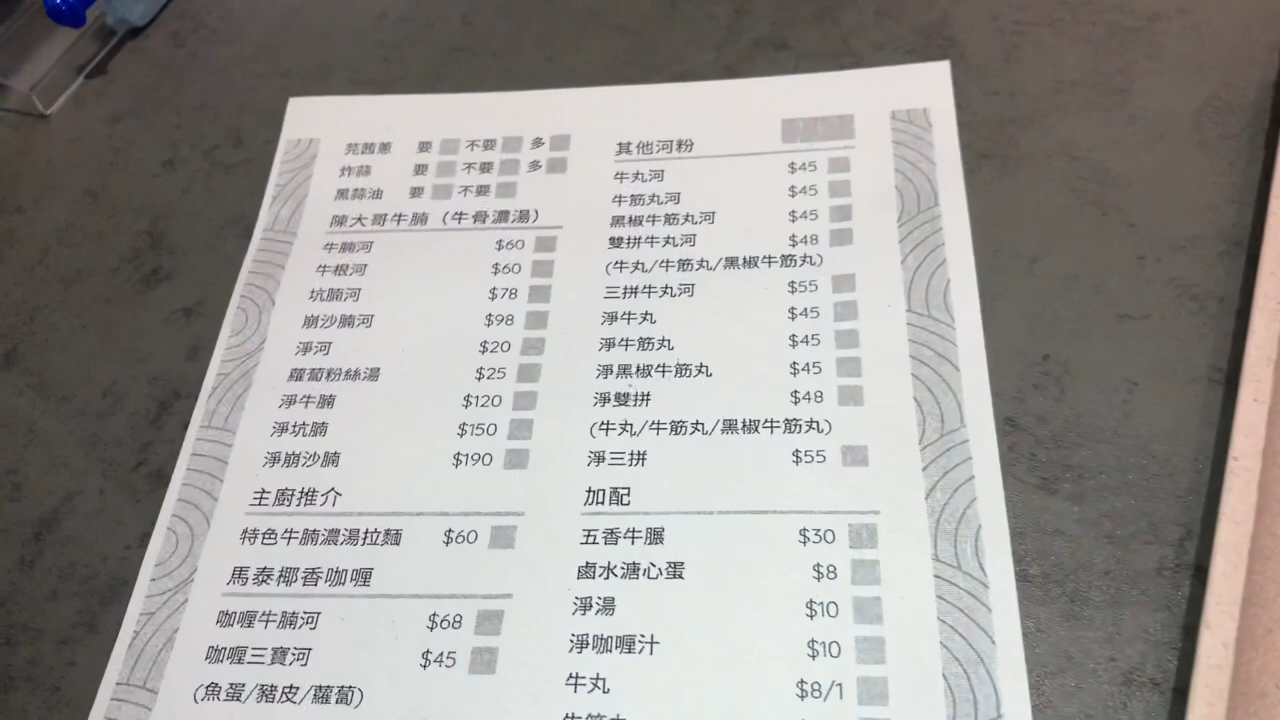 芫茜蔥 要 不要 多
炸蒜 要 不要 多
黑蒜油 要 不要
陳大哥牛腩（牛骨濃湯）
牛腩河 $60
牛根河 $60
坑腩河 $78
崩沙腩河 $98
淨河 $20
蘿蔔粉絲湯 $25
淨牛腩 $120
淨坑腩 $150
淨崩沙腩 $190
主廚推介
特色牛腩濃湯拉麵 $60
馬泰椰香咖喱
咖喱牛腩河 $68
咖喱三寶河 $45
(魚蛋/豬皮/蘿蔔)
其他河粉
牛丸河 $45
牛筋丸河 $45
黑椒牛筋丸河 $45
雙拼牛丸河 $48
(牛丸/牛筋丸/黑椒牛筋丸)
三拼牛丸河 $55
淨牛丸 $45
淨牛筋丸 $45
淨黑椒牛筋丸 $45
淨雙拼 $48
(牛丸/牛筋丸/黑椒牛筋丸)
淨三拼 $55
加配
五香牛𦟌 $30
鹵水溏心蛋 $8
淨湯 $10
淨咖喱汁 $10
牛丸 $8/1